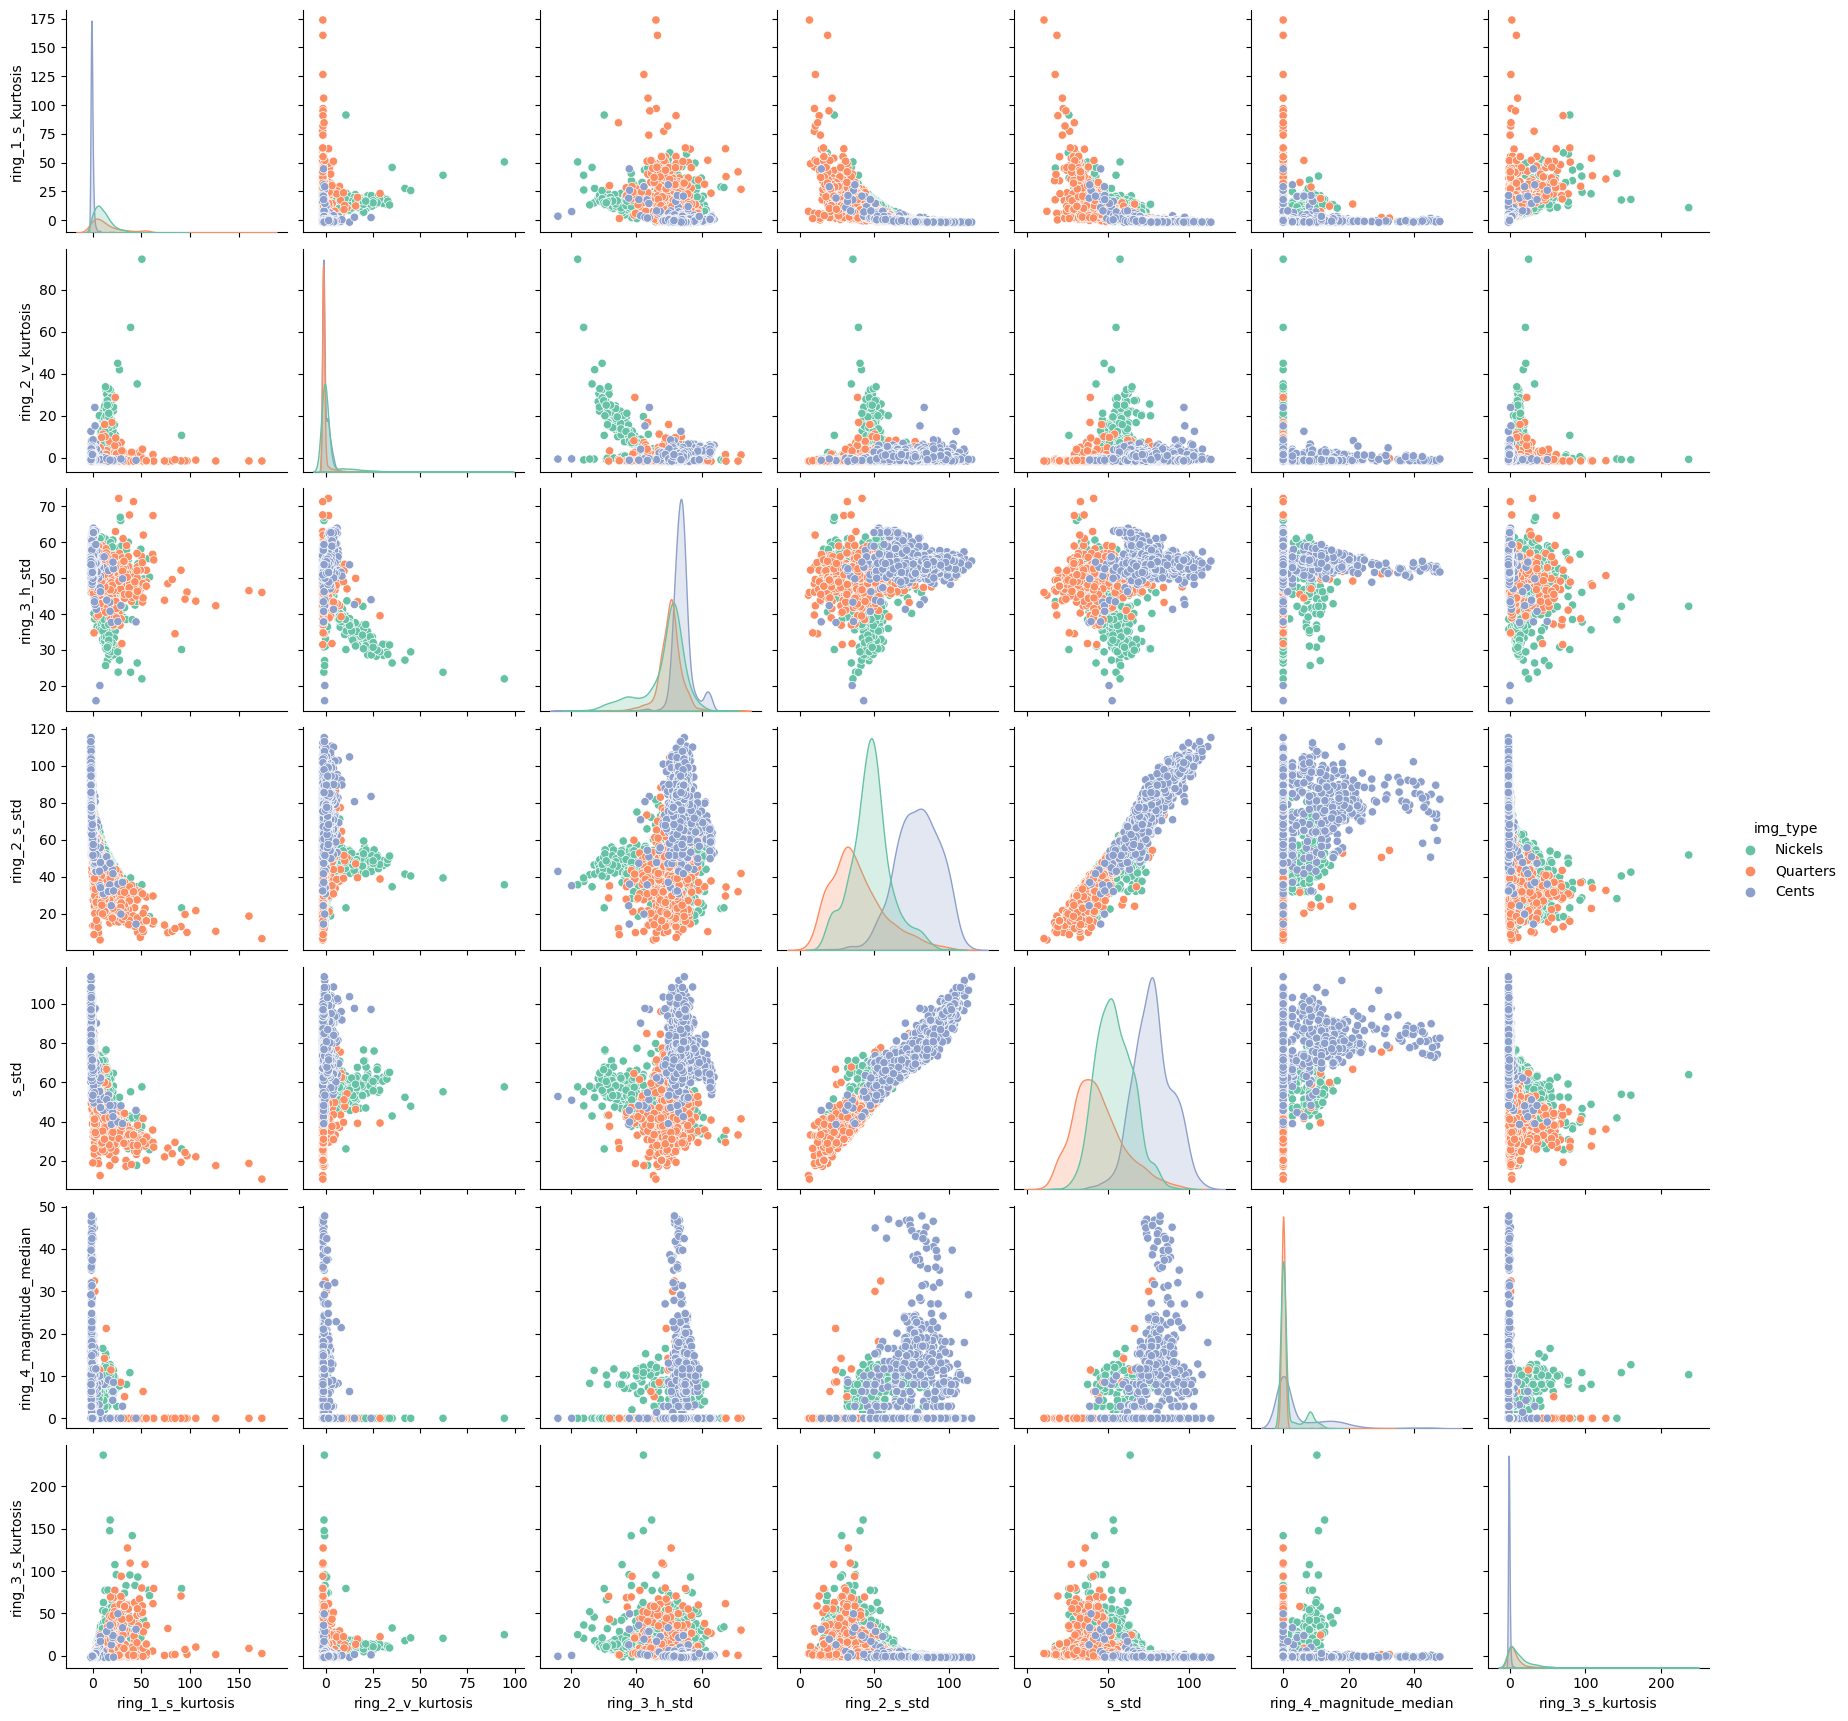 175
150
125
100
75
50
25
0
ring_1_s_kurtosis
80
60
40
20
0
ring_2_v_kurtosis
70
60
50
40
30
20
ring_3_h_std
120
100
80
60
40
20
ring_2_s_std
img_type
Nickels
Quarters
Cents
100
80
60
40
20
s_std
50
40
30
20
10
0
ring_4_magnitude_median
200
150
100
50
0
ring_3_s_kurtosis
0 50 100 150
0 25 50 75 100
20 40 60
0 50 100
0 50 100
0 20 40
0 100 200
ring_1_s_kurtosis
ring_2_v_kurtosis
ring_3_h_std
ring_2_s_std
s_std
ring_4_magnitude_median
ring_3_s_kurtosis